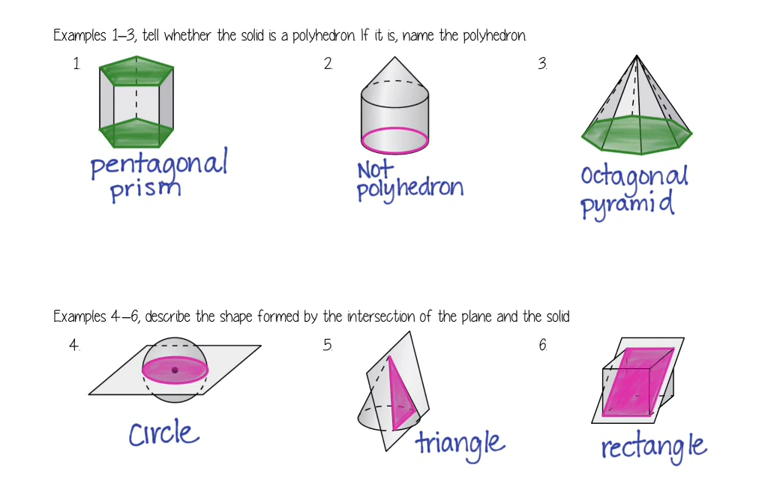 Examples 1–3, tell whether the solid is a polyhedron. If it is, name the polyhedron.
1. 2. 3.
pentagonal
prism
Not
polyhedron
Octagonal
pyramid
Examples 4–6, describe the shape formed by the intersection of the plane and the solid
4. 5. 6.
circle
triangle
rectangle